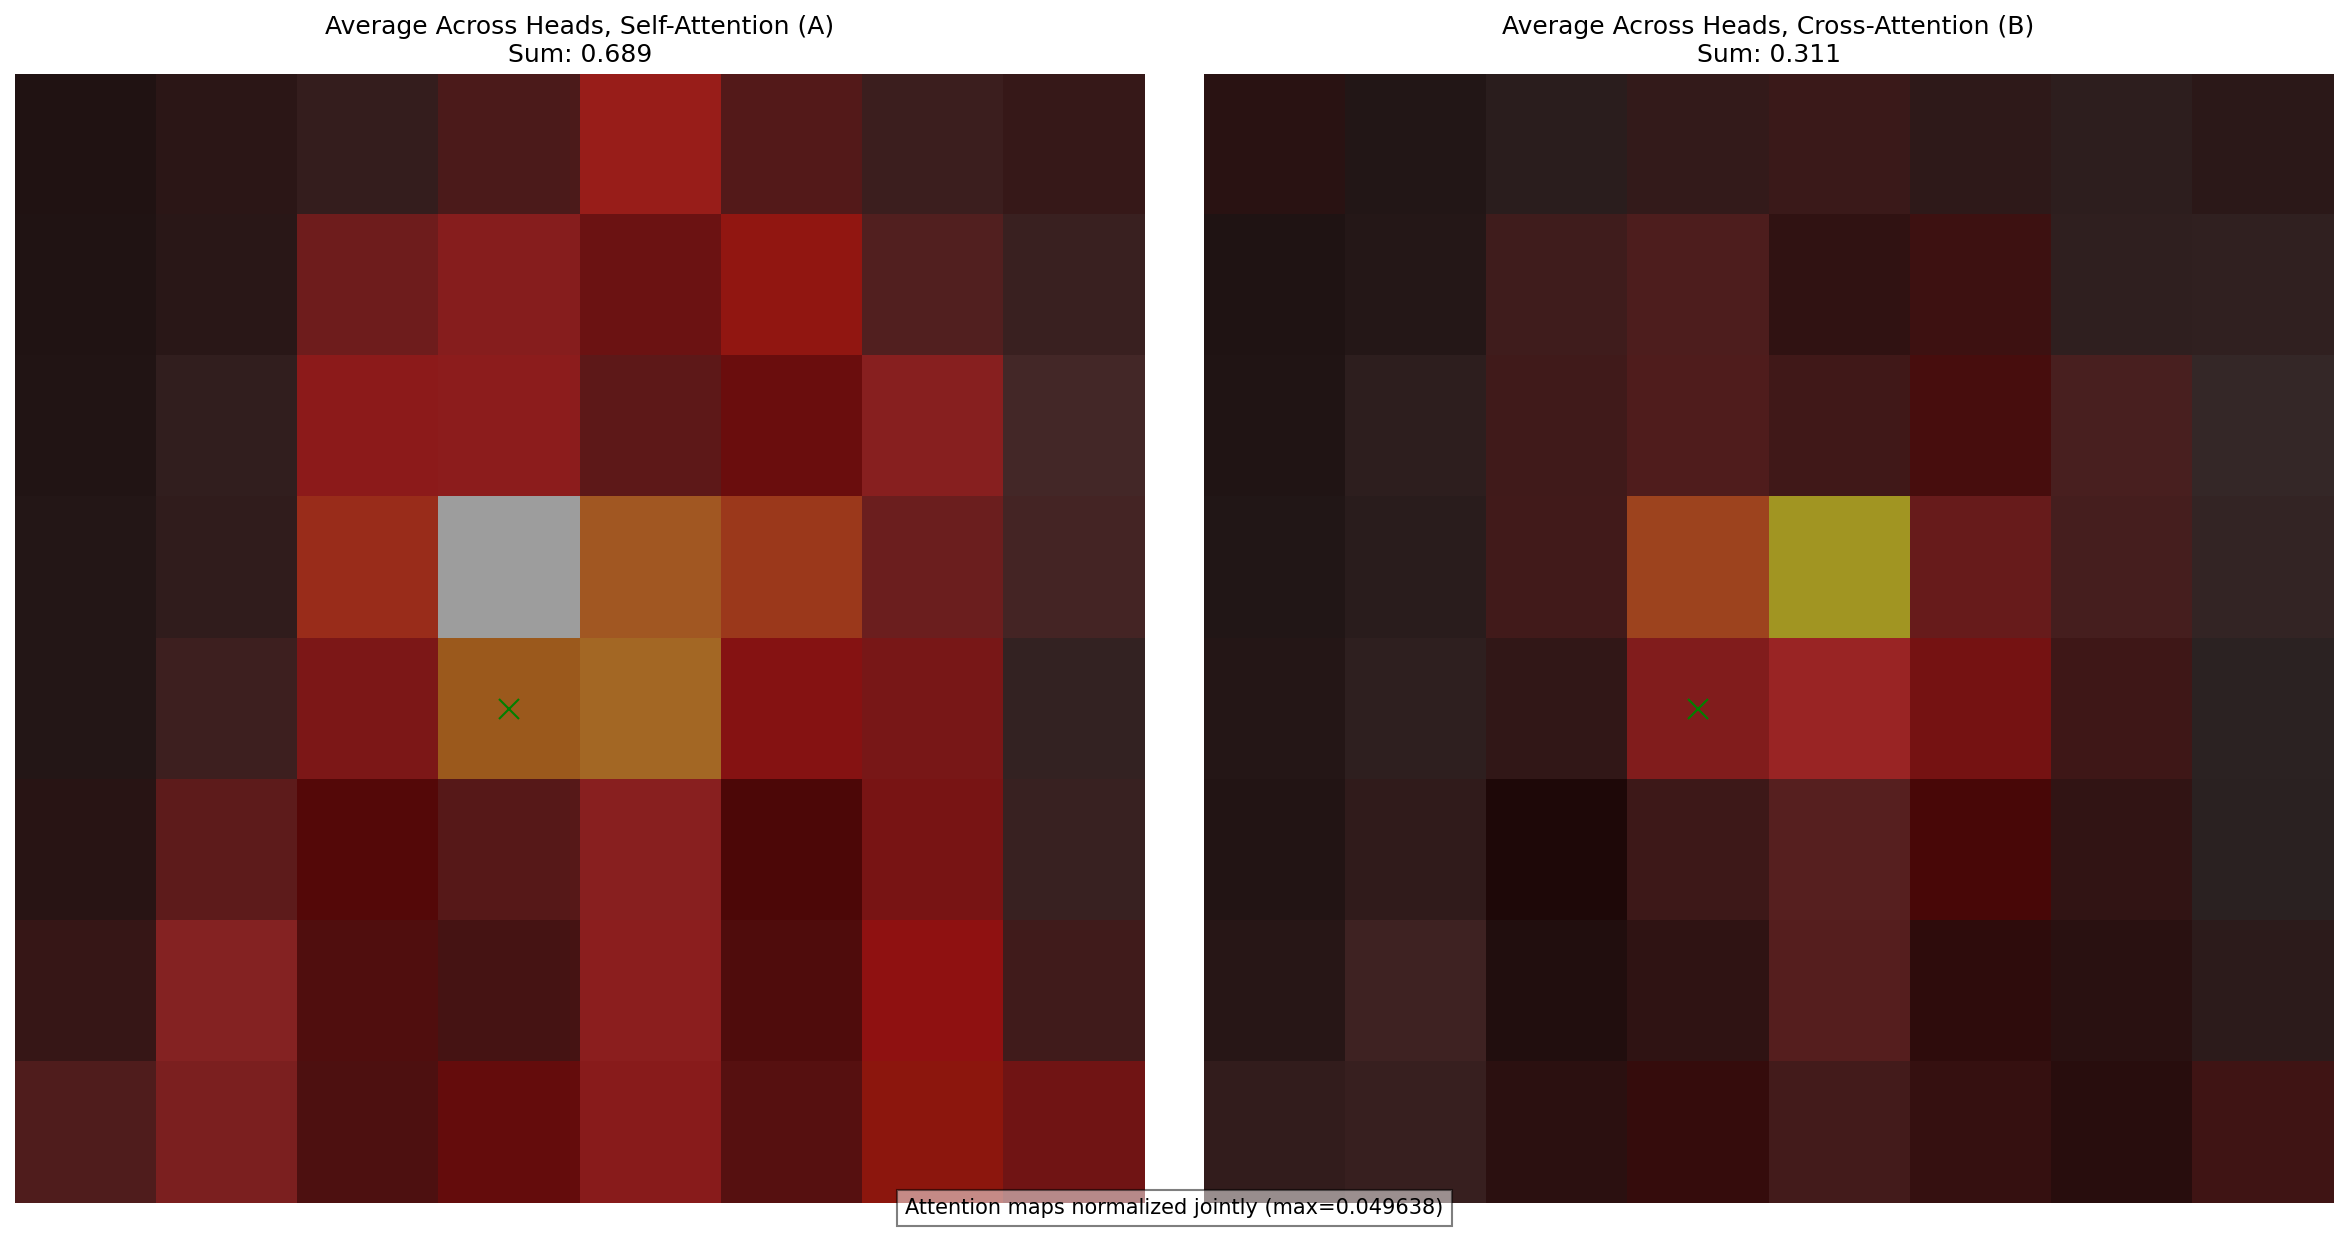 Average Across Heads, Self-Attention (A)
Sum: 0.689
Average Across Heads, Cross-Attention (B)
Sum: 0.311
Attention maps normalized jointly (max=0.049638)